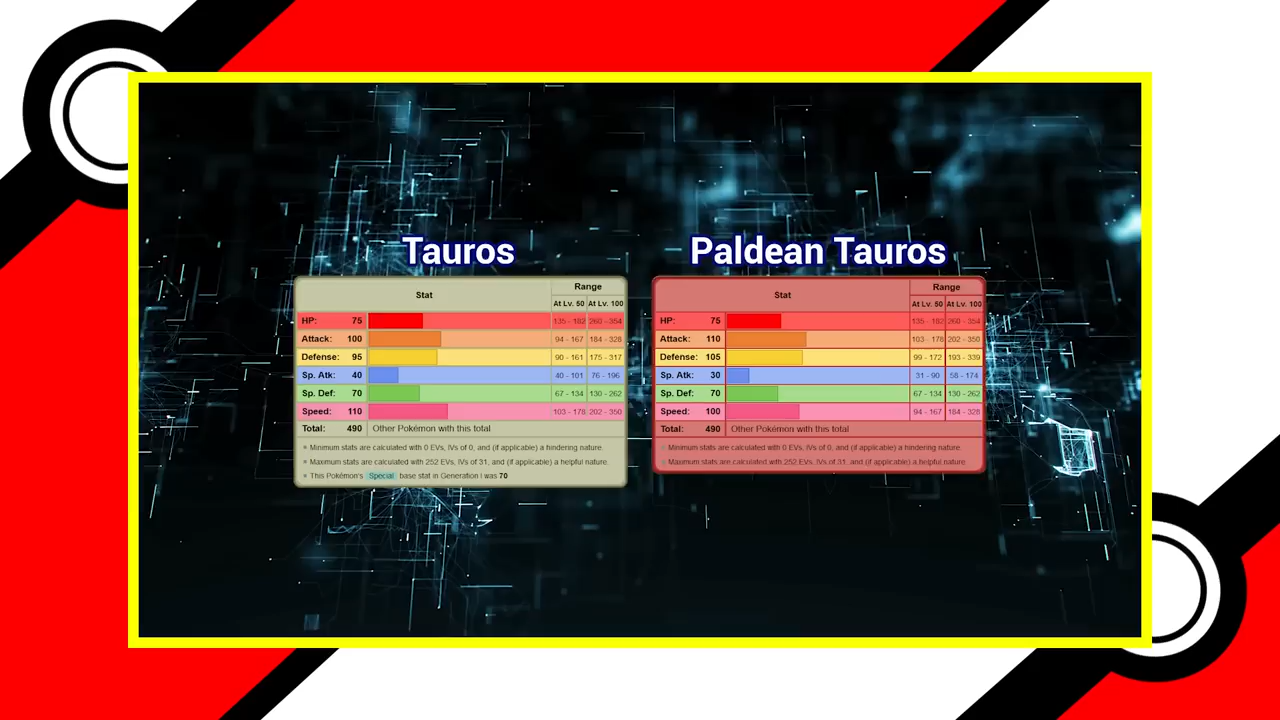 Tauros
Stat Range
At Lv. 50 At Lv. 100
HP: 75 135 - 182 260 - 354
Attack: 100 94 - 167 184 - 328
Defense: 95 90 - 161 175 - 317
Sp. Atk: 40 40 - 101 76 - 196
Sp. Def: 70 67 - 134 130 - 262
Speed: 110 103 - 178 202 - 350
Total: 490 Other Pokémon with this total
Minimum stats are calculated with 0 EVs, IVs of 0, and (if applicable) a hindering nature.
Maximum stats are calculated with 252 EVs, IVs of 31, and (if applicable) a helpful nature.
This Pokémon's Special base stat in Generation I was 70
Paldean Tauros
Stat Range
At Lv. 50 At Lv. 100
HP: 75 135 - 182 260 - 354
Attack: 110 103 - 178 202 - 350
Defense: 105 99 - 172 193 - 339
Sp. Atk: 30 31 - 90 58 - 174
Sp. Def: 70 67 - 134 130 - 262
Speed: 100 94 - 167 184 - 328
Total: 490 Other Pokémon with this total
Minimum stats are calculated with 0 EVs, IVs of 0, and (if applicable) a hindering nature.
Maximum stats are calculated with 252 EVs, IVs of 31, and (if applicable) a helpful nature.